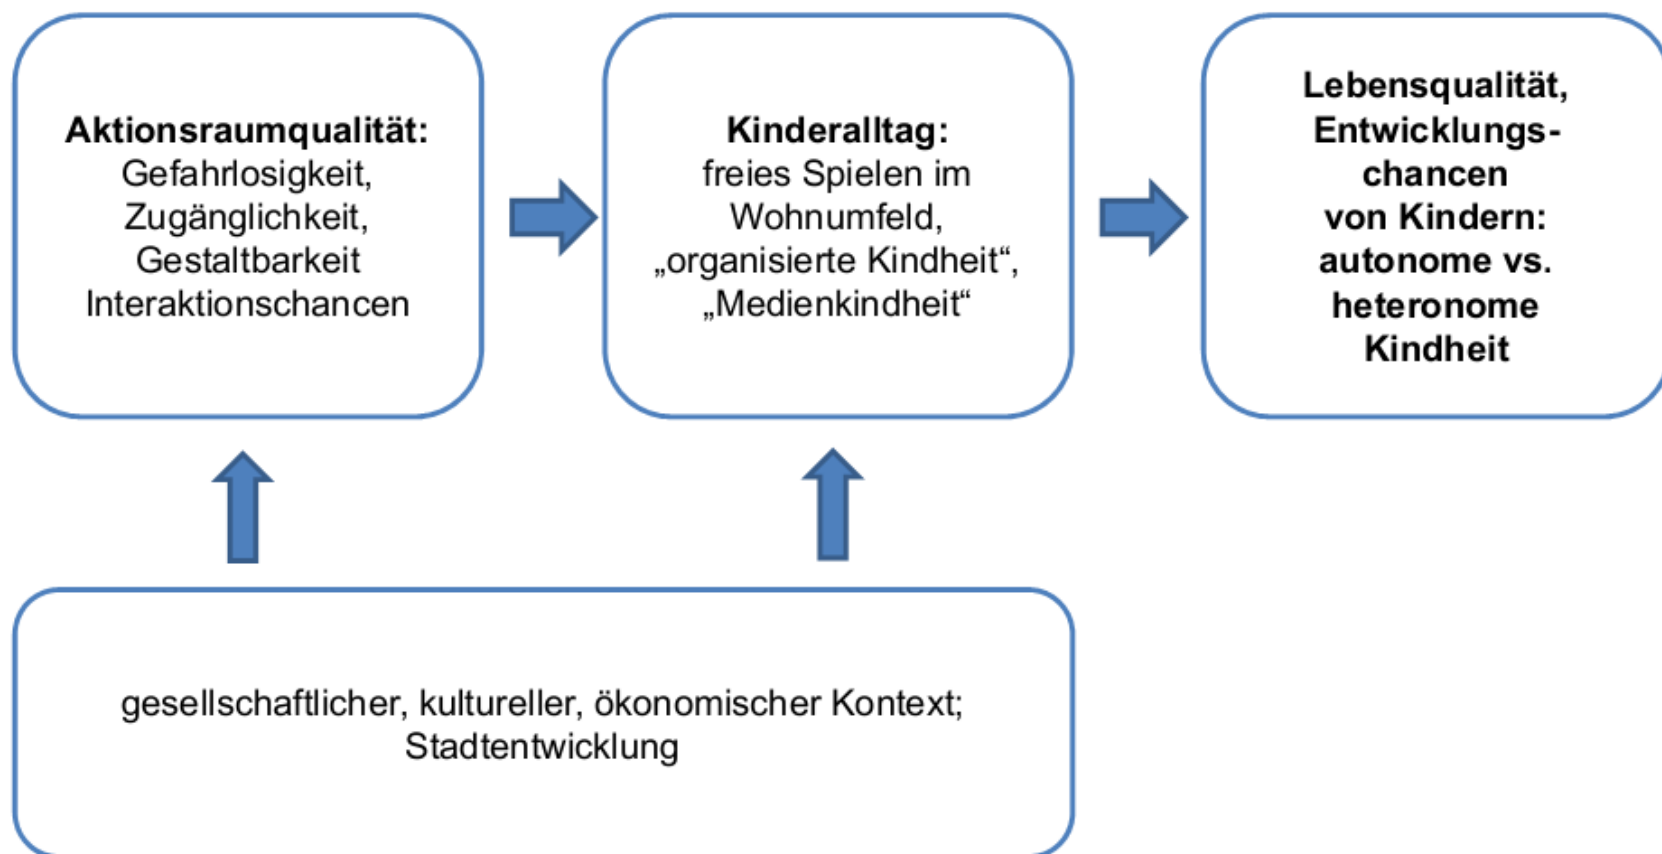 Aktionsraumqualität:
Gefahrlosigkeit,
Zugänglichkeit,
Gestaltbarkeit
Interaktionschancen
Kinderalltag:
freies Spielen im
Wohnumfeld,
„organisierte Kindheit“,
„Medienkindheit“
Lebensqualität,
Entwicklungs-
chancen
von Kindern:
autonome vs.
heteronome
Kindheit
gesellschaftlicher, kultureller, ökonomischer Kontext;
Stadtentwicklung